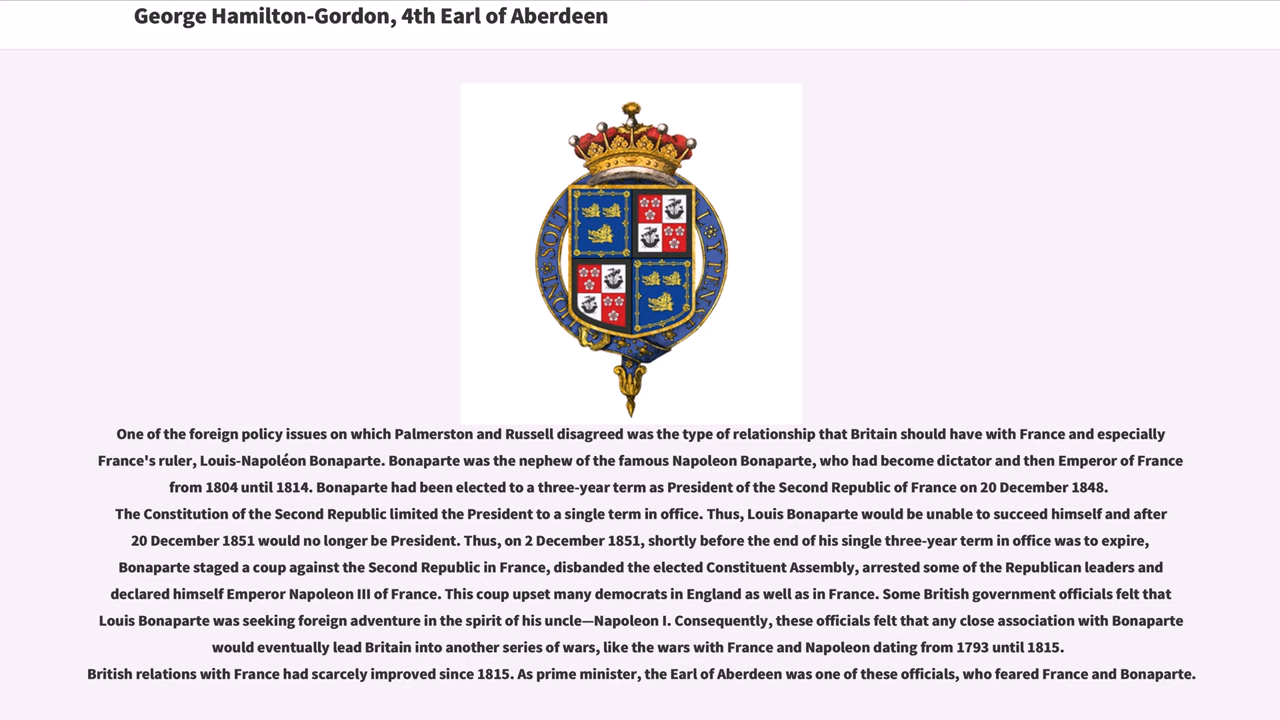 George Hamilton-Gordon, 4th Earl of Aberdeen
One of the foreign policy issues on which Palmerston and Russell disagreed was the type of relationship that Britain should have with France and especially
France's ruler, Louis-Napoléon Bonaparte. Bonaparte was the nephew of the famous Napoleon Bonaparte, who had become dictator and then Emperor of France
from 1804 until 1814. Bonaparte had been elected to a three-year term as President of the Second Republic of France on 20 December 1848.
The Constitution of the Second Republic limited the President to a single term in office. Thus, Louis Bonaparte would be unable to succeed himself and after
20 December 1851 would no longer be President. Thus, on 2 December 1851, shortly before the end of his single three-year term in office was to expire,
Bonaparte staged a coup against the Second Republic in France, disbanded the elected Constituent Assembly, arrested some of the Republican leaders and
declared himself Emperor Napoleon III of France. This coup upset many democrats in England as well as in France. Some British government officials felt that
Louis Bonaparte was seeking foreign adventure in the spirit of his uncle—Napoleon I. Consequently, these officials felt that any close association with Bonaparte
would eventually lead Britain into another series of wars, like the wars with France and Napoleon dating from 1793 until 1815.
British relations with France had scarcely improved since 1815. As prime minister, the Earl of Aberdeen was one of these officials, who feared France and Bonaparte.